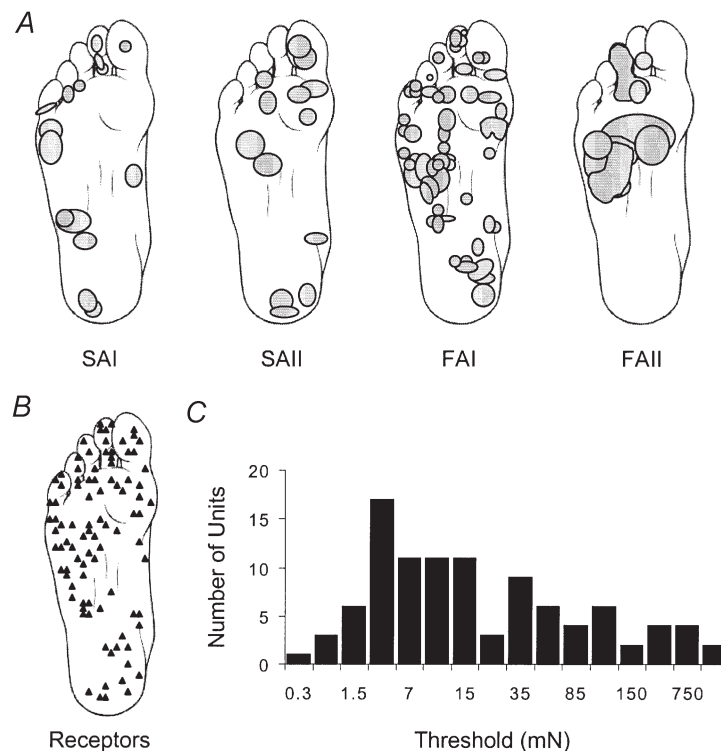 A
SAI SAII FAI FAII
B
Receptors
C
Number of Units
20
15
10
5
0
0.3 1.5 7 15 35 85 150 750
Threshold (mN)